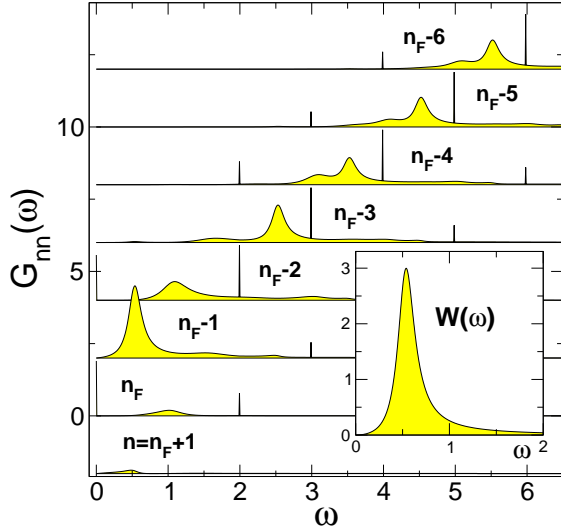 n_F-6
n_F-5
10
n_F-4
n_F-3
G_nn(ω)
n_F-2
5
n_F-1
3
2
W(ω)
1
n_F
0
0
0 1 ω 2
n=n_F+1
0 1 2 3 4 5 6
ω